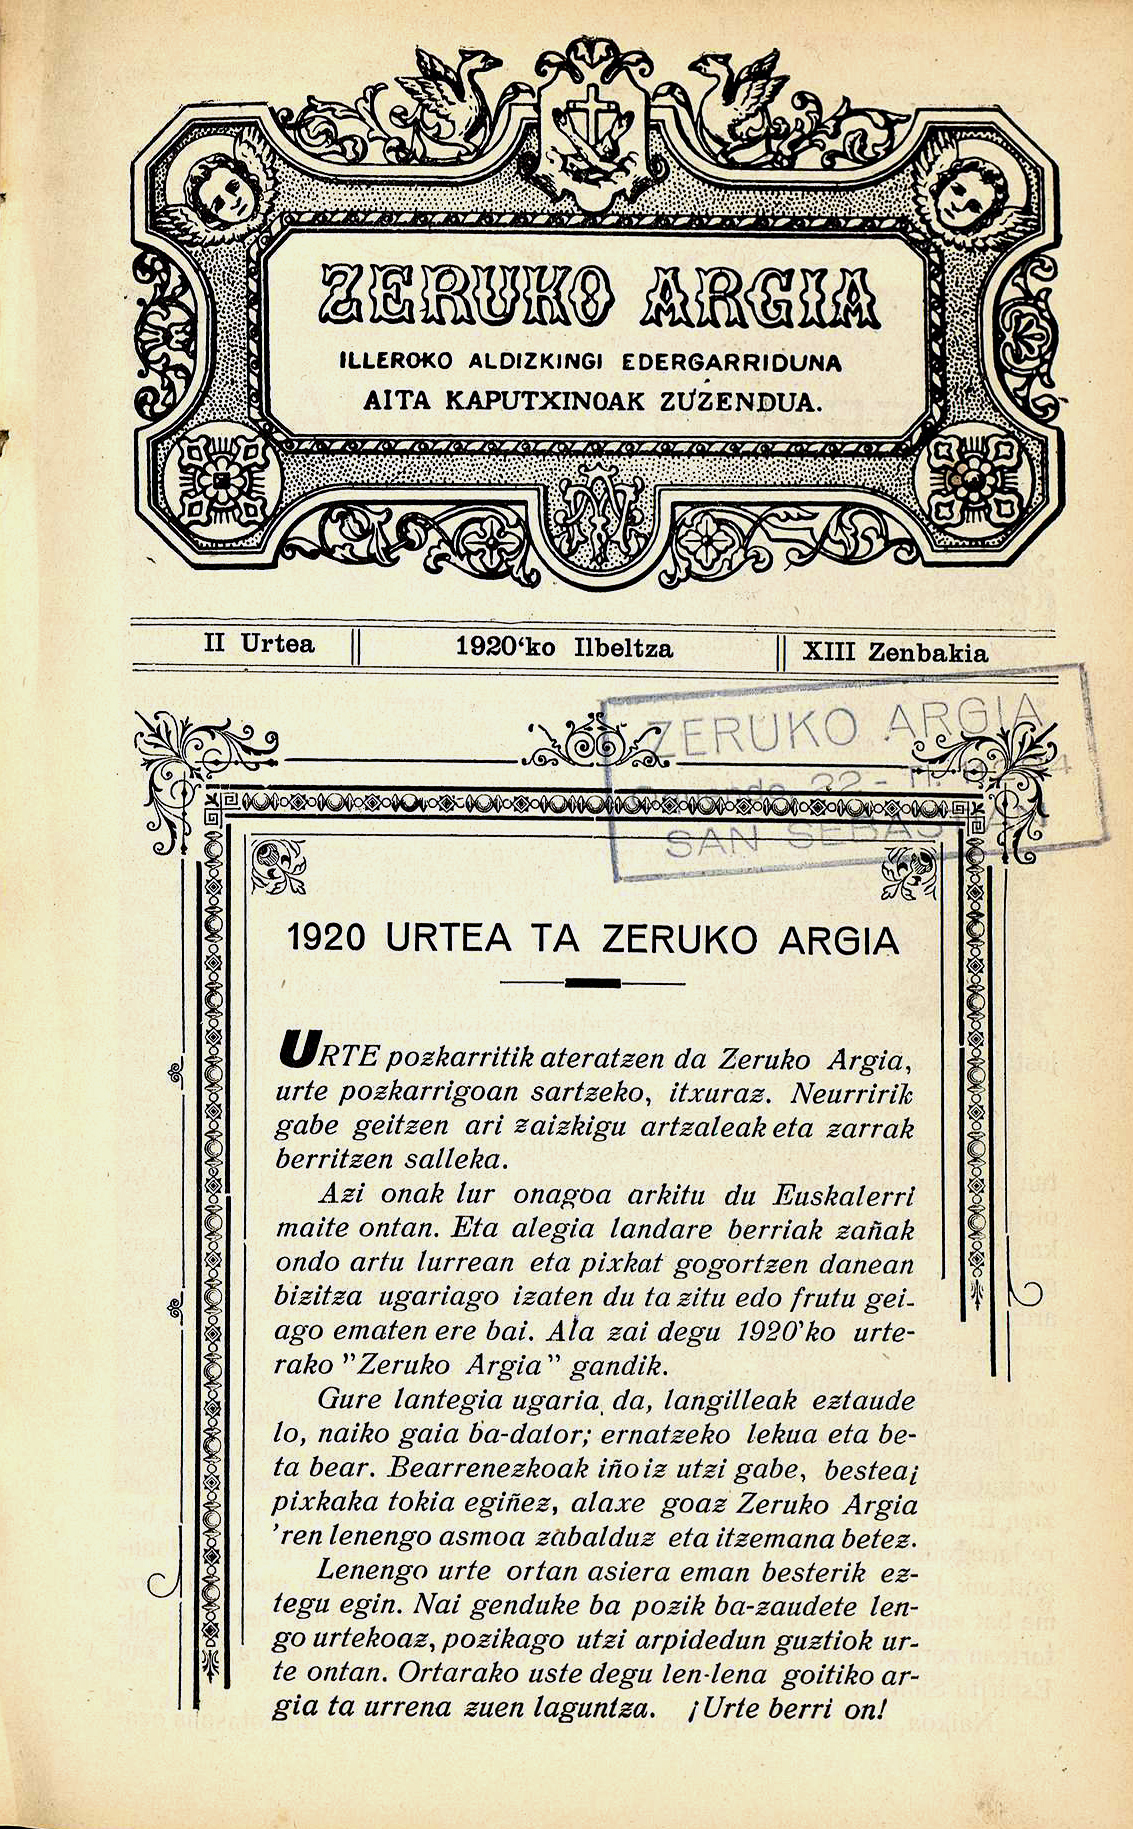 ZERUKO ARGIA
ILLEROKO ALDIZKINGI EDERGARRIDUNA
AITA KAPUTXINOAK ZUZENDUA.
II Urtea
1920‘ko Ilbeltza
XIII Zenbakia
ZERUKO ARGIA
22 -
SAN SEBASTIAN
1920 URTEA TA ZERUKO ARGIA
URTE pozkarritik ateratzen da Zeruko Argia,
urte pozkarrigoan sartzeko, itxuraz. Neurririk
gabe geitzen ari zaizkigu artzaleak eta zarrak
berritzen salleka.
Azi onak lur onagoa arkitu du Euskalerri
maite ontan. Eta alegia landare berriak zañak
ondo artu lurrean eta pixkat gogortzen danean
bizitza ugariago izaten du ta zitu edo frutu gei-
ago ematen ere bai. Ala zai degu 1920'ko urte-
rako "Zeruko Argia" gandik.
Gure lantegia ugaria da, langilleak eztaude
lo, naiko gaia ba-dator; ernatzeko lekua eta be-
ta bear. Bearrenezkoak iñoiz utzi gabe, besteai
pixkaka tokia egiñez, alaxe goaz Zeruko Argia
'ren lenengo asmoa zabalduz eta itzemana betez.
Lenengo urte ortan asiera eman besterik ez-
tegu egin. Nai genduke ba pozik ba-zaudete len-
go urtekoaz, pozikago utzi arpidedun guztiok ur-
te ontan. Ortarako uste degu len-lena goitiko ar-
gia ta urrena zuen laguntza. ¡Urte berri on!